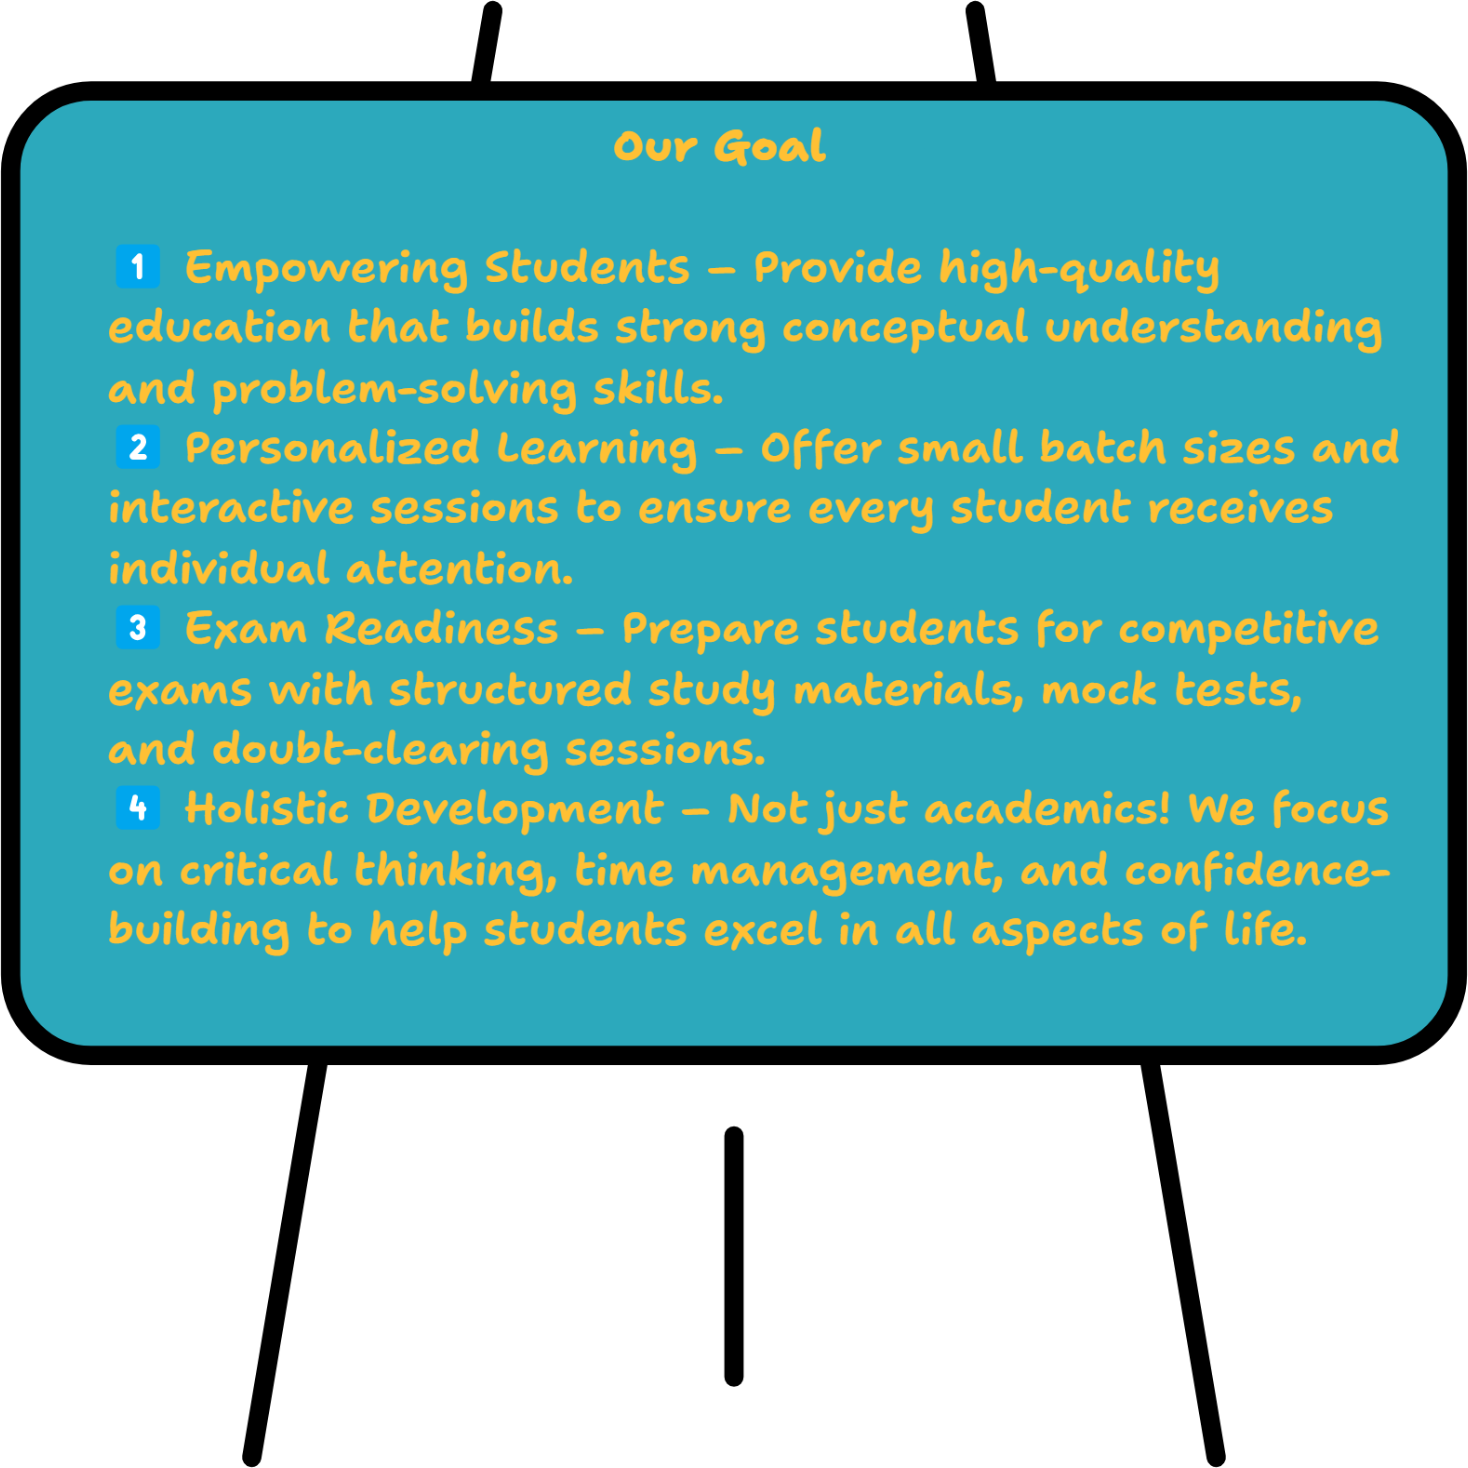 Our Goal
1 Empowering Students – Provide high-quality
education that builds strong conceptual understanding
and problem-solving skills.
2 Personalized Learning – Offer small batch sizes and
interactive sessions to ensure every student receives
individual attention.
3 Exam Readiness – Prepare students for competitive
exams with structured study materials, mock tests,
and doubt-clearing sessions.
4 Holistic Development – Not just academics! We focus
on critical thinking, time management, and confidence-
building to help students excel in all aspects of life.